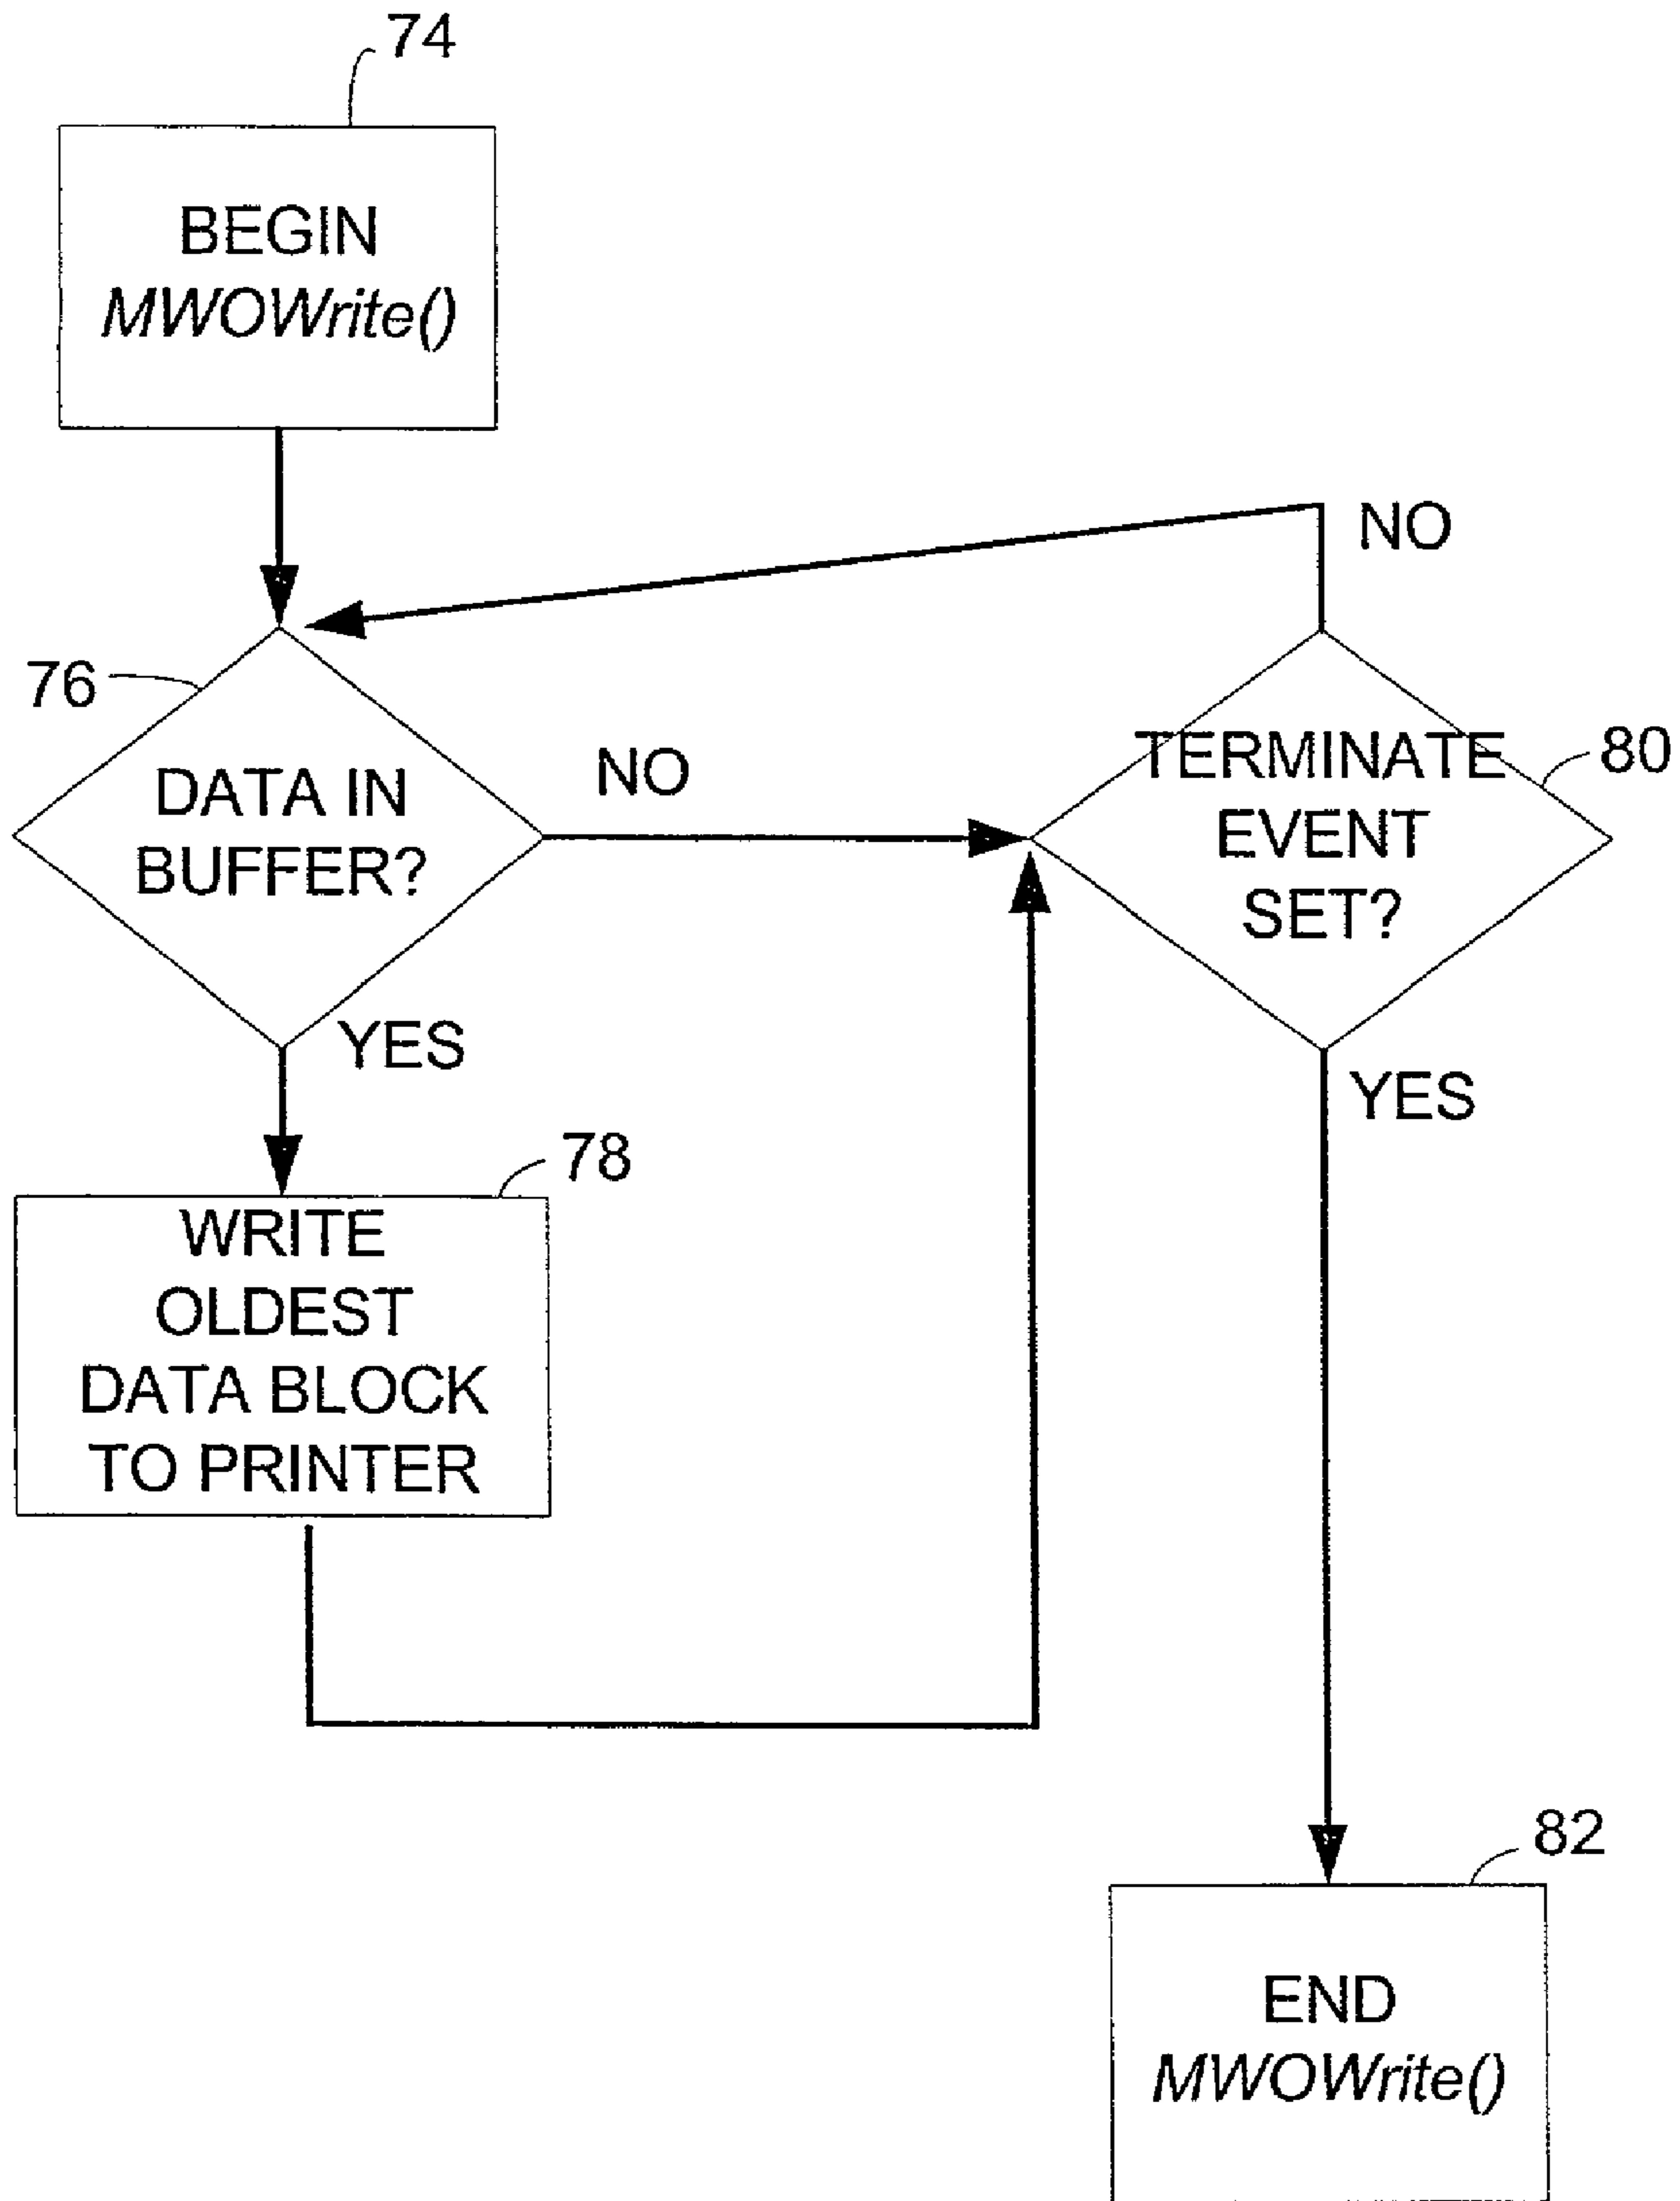 74
BEGIN
MWOWrite()
NO
76
DATA IN
BUFFER?
NO
TERMINATE
EVENT
SET?
80
YES
YES
78
WRITE
OLDEST
DATA BLOCK
TO PRINTER
82
END
MWOWrite()